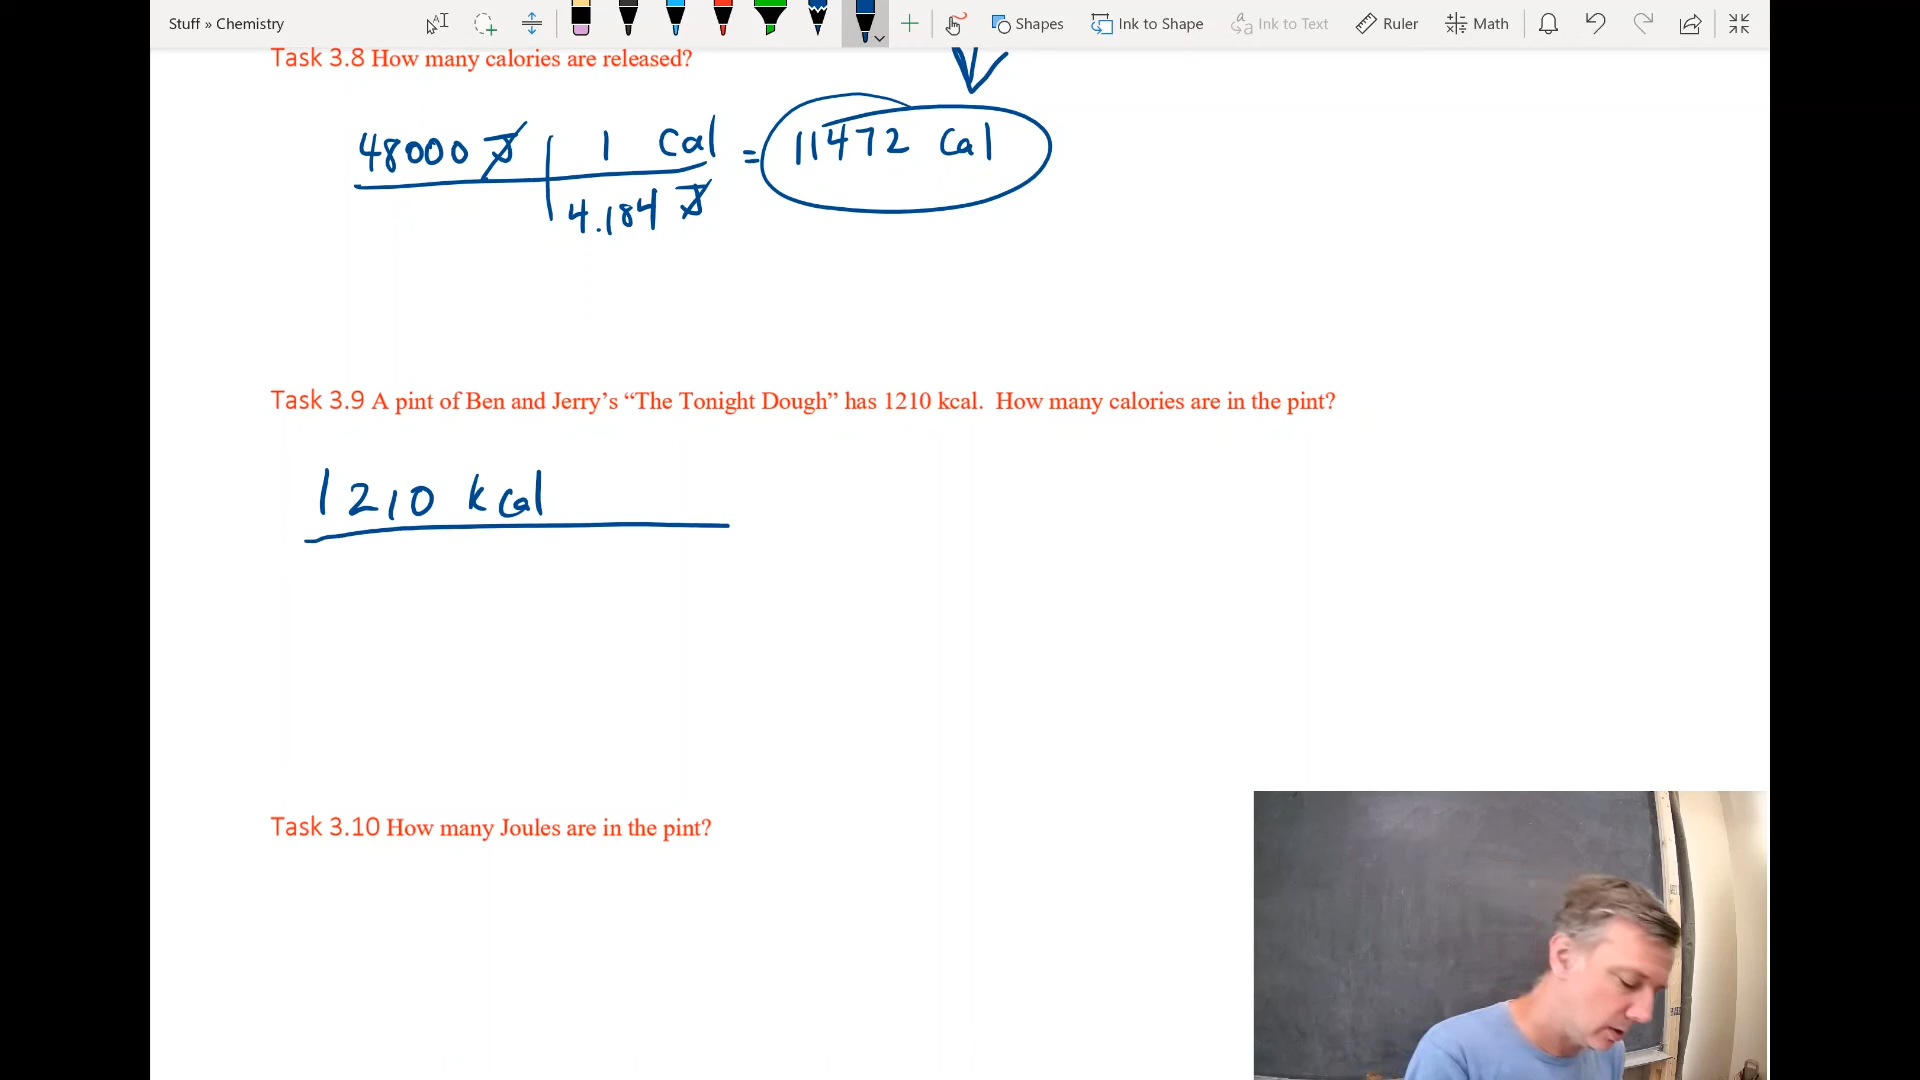 Stuff » Chemistry
Shapes
Ink to Shape
Ink to Text
Ruler
Math
Task 3.8 How many calories are released?
48000 J | 1 cal = 11472 cal
4.184 J
Task 3.9 A pint of Ben and Jerry’s “The Tonight Dough” has 1210 kcal. How many calories are in the pint?
1210 kcal
Task 3.10 How many Joules are in the pint?